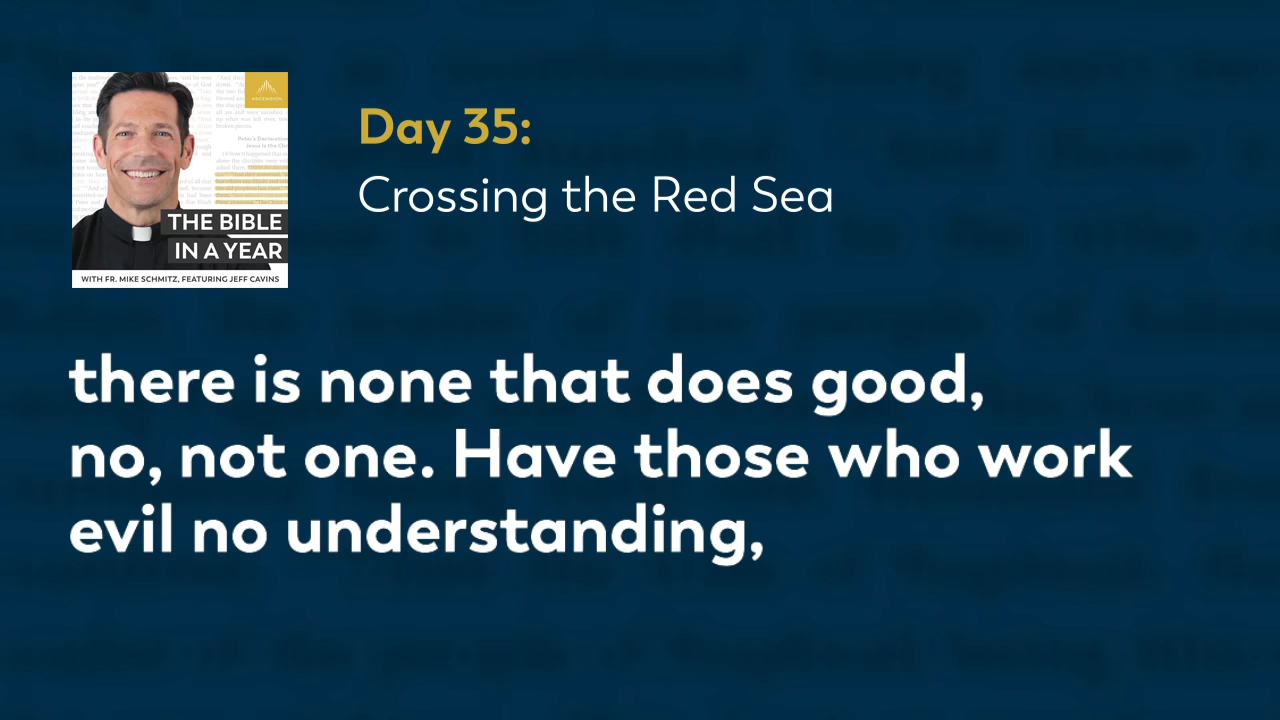 THE BIBLE
IN A YEAR
WITH FR. MIKE SCHMITZ, FEATURING JEFF CAVINS
Day 35:
Crossing the Red Sea
there is none that does good,
no, not one. Have those who work
evil no understanding,